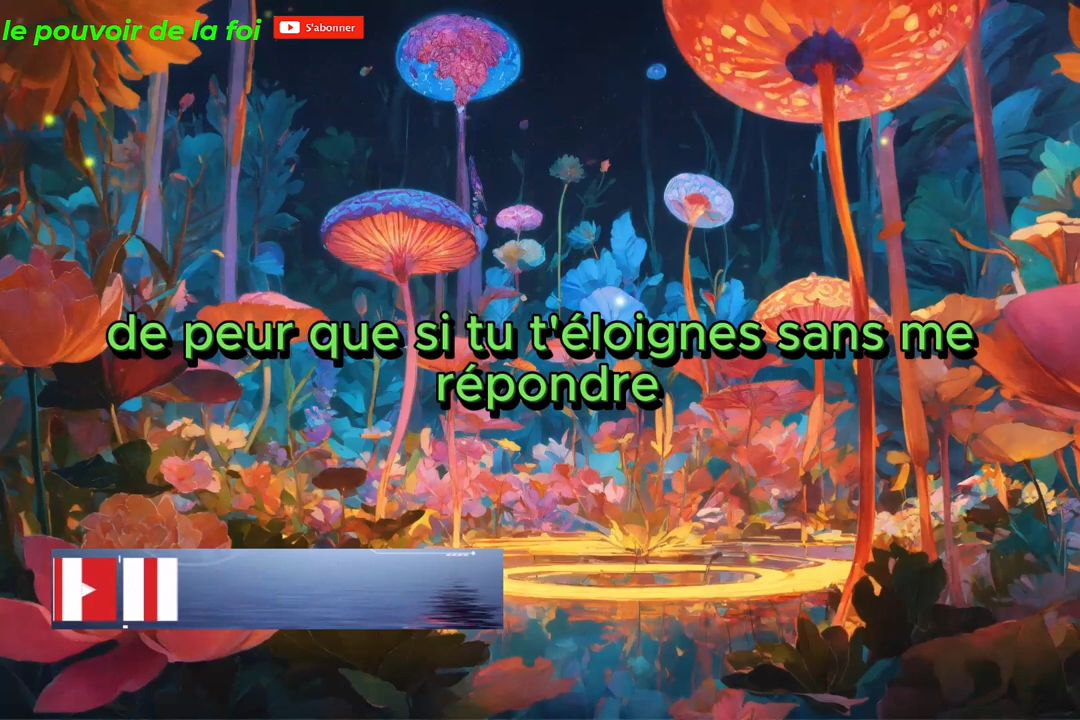 le pouvoir de la foi
S'abonner
de peur que si tu t'éloignes sans me
répondre